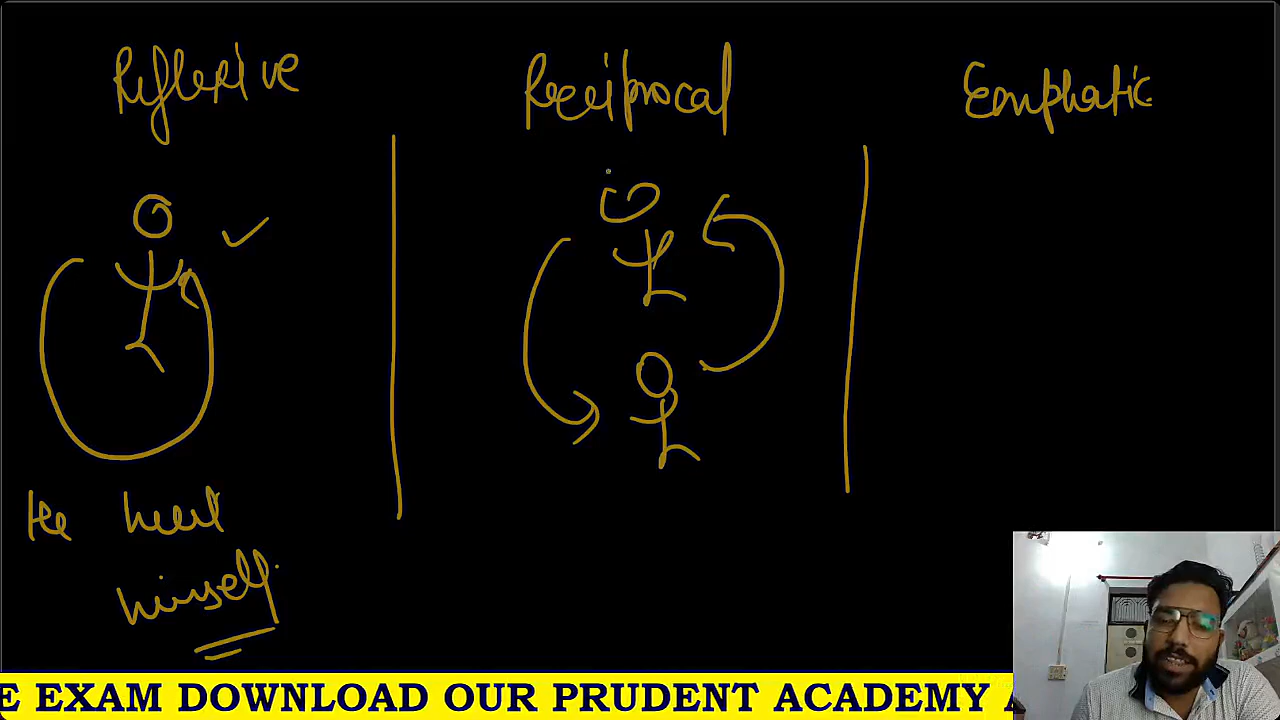 Reflexive
Reciprocal
Emphatic
He hurt
himself.
E EXAM DOWNLOAD OUR PRUDENT ACADEMY A